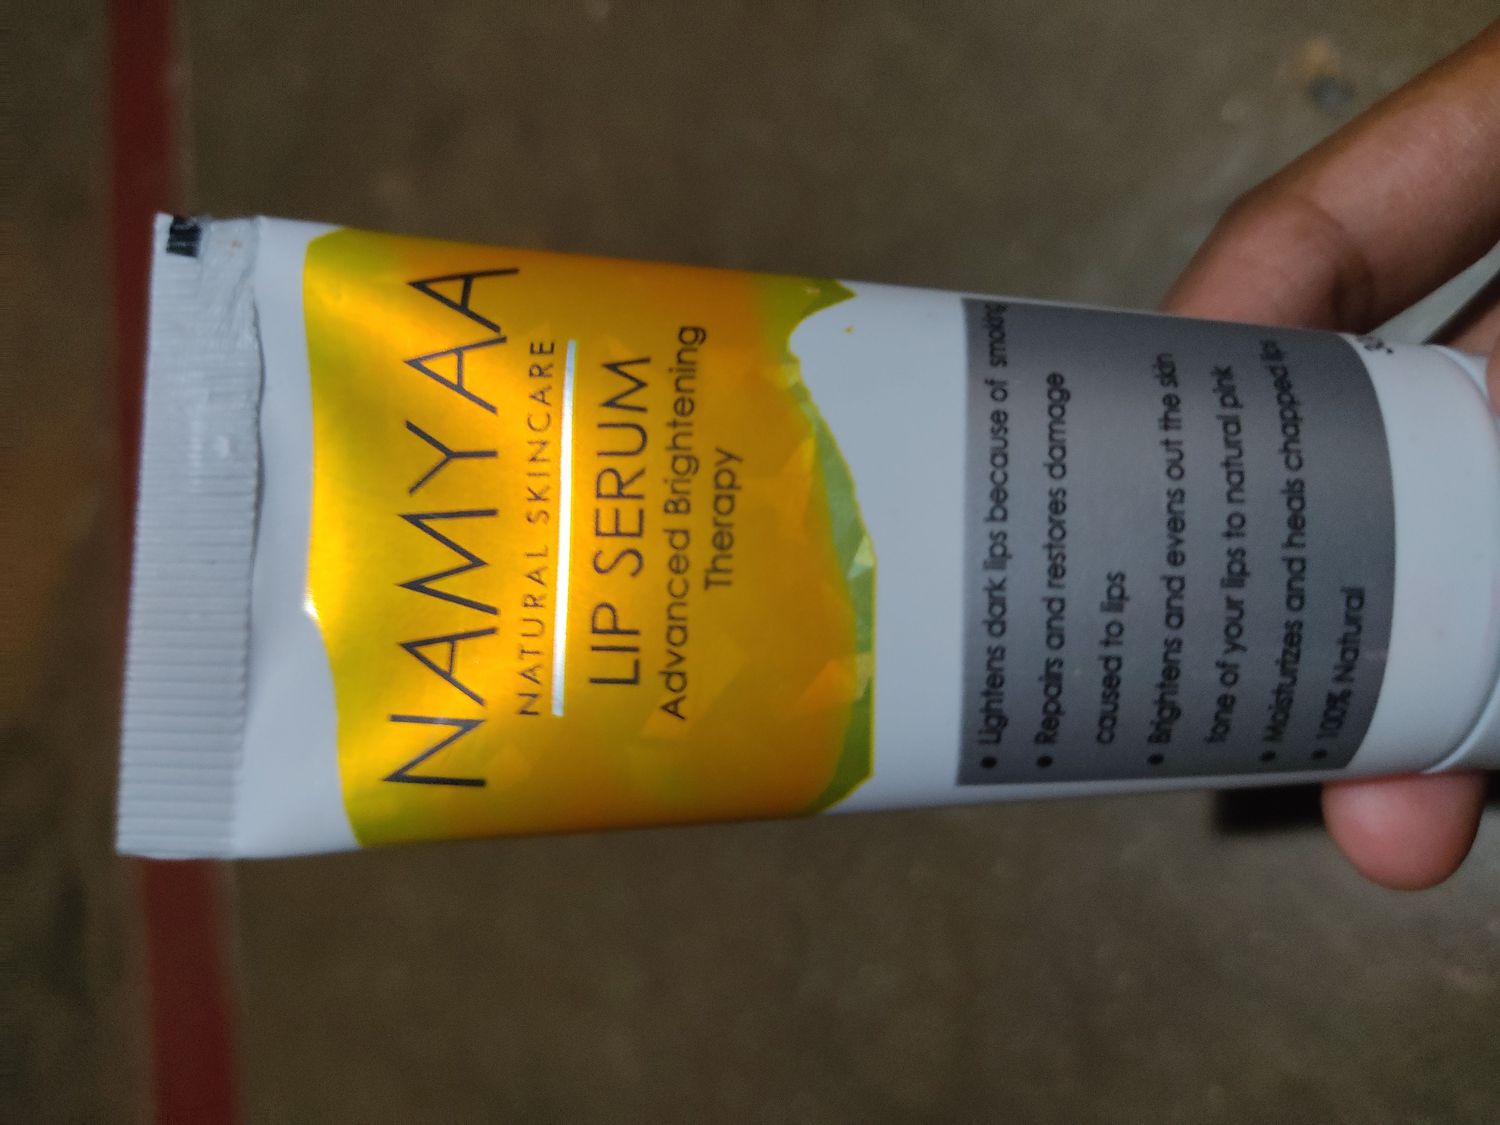 NAMYAA
NATURAL SKINCARE
LIP SERUM
Advanced Brightening
Therapy
• Lightens dark lips because of smoking
• Repairs and restores damage
caused to lips
• Brightens and evens out the skin
tone of your lips to natural pink
• Moisturizes and heals chapped lips
• 100% Natural